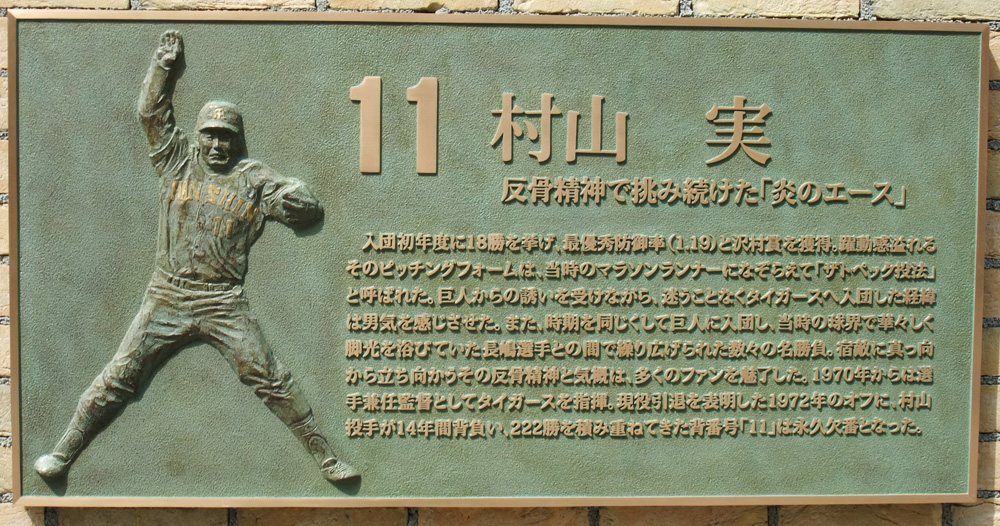 11 村山 実
反骨精神で挑み続けた「炎のエース」
入団初年度に18勝を挙げ、最優秀防御率(1.19)と沢村賞を獲得。躍動感溢れる
そのピッチングフォームは、当時のマラソンランナーになぞらえて「ザトペック投法」
と呼ばれた。巨人からの誘いを受けながら、迷うことなくタイガースへ入団した経緯
は男気を感じさせた。また、時期を同じくして巨人に入団し、当時の球界で華々しく
脚光を浴びていた長嶋選手との間で繰り広げられた数々の名勝負。宿敵に真っ向
から立ち向かうその反骨精神と気概は、多くのファンを魅了した。1970年からは選
手兼任監督としてタイガースを指揮。現役引退を表明した1972年のオフに、村山
投手が14年間背負い、222勝を積み重ねてきた背番号「11」は永久欠番となった。
HANSHIN
11